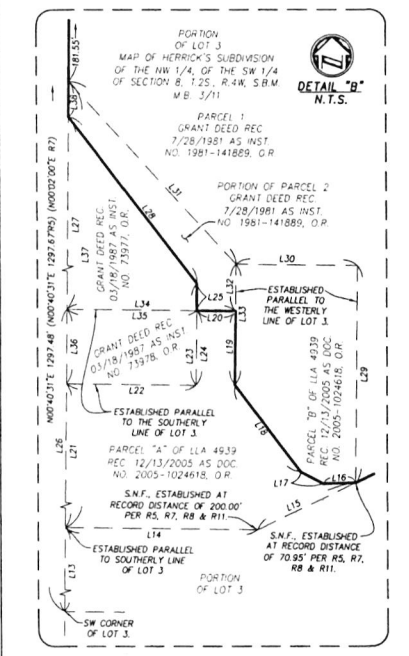 PORTION
OF LOT 3
MAP OF HERRICK'S SUBDIVISION
OF THE NW 1/4, OF THE SW 1/4
OF SECTION 8, T.2S., R.4W., S.B.M.
M.B. 3/11
N
DETAIL "B"
N.T.S.
181.55'
L38
PARCEL 1
GRANT DEED REC.
7/28/1981 AS INST.
NO. 1981-141889, O.R.
L31
PORTION OF PARCEL 2
GRANT DEED REC.
7/28/1981 AS INST.
NO. 1981-141889, O.R.
N00°40'31"E 1297.48' (N00°40'31"E 1297.67'R5) (N00°02'00"E R7)
L27
L37
GRANT DEED REC.
03/18/1987 AS INST.
NO. 73977, O.R.
L28
L32
L30
L25
ESTABLISHED
PARALLEL TO
THE WESTERLY
LINE OF LOT 3.
L34
L35
L20
L33
L36
GRANT DEED REC.
03/18/1987 AS INST.
NO. 73978, O.R.
L23
L24
L19
L29
L22
ESTABLISHED PARALLEL
TO THE SOUTHERLY
LINE OF LOT 3.
L18
PARCEL "B" OF LLA 4939
REC. 12/13/2005 AS DOC.
NO. 2005-1024618, O.R.
L26
L21
PARCEL "A" OF LLA 4939
REC. 12/13/2005 AS DOC.
NO. 2005-1024618, O.R.
L17
L16
S.N.F., ESTABLISHED AT
RECORD DISTANCE OF 200.00'
PER R5, R7, R8 & R11.
L15
L14
S.N.F., ESTABLISHED
AT RECORD DISTANCE
OF 70.95' PER R5, R7,
R8 & R11.
ESTABLISHED PARALLEL
TO SOUTHERLY LINE
OF LOT 3
L13
PORTION
OF LOT 3
SW CORNER
OF LOT 3.